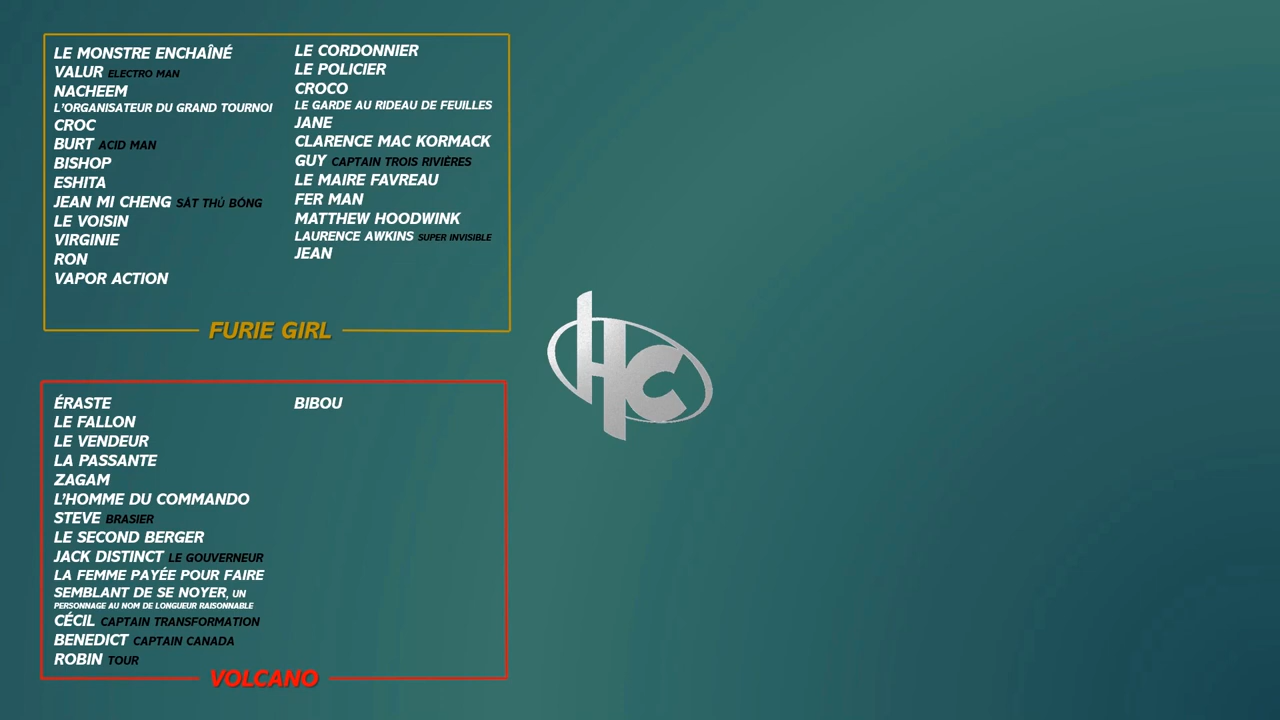 LE MONSTRE ENCHAÎNÉ
VALUR ELECTRO MAN
NACHEEM
L'ORGANISATEUR DU GRAND TOURNOI
CROC
BURT ACID MAN
BISHOP
ESHITA
JEAN MI CHENG SÁT THỦ BÓNG
LE VOISIN
VIRGINIE
RON
VAPOR ACTION
LE CORDONNIER
LE POLICIER
CROCO
LE GARDE AU RIDEAU DE FEUILLES
JANE
CLARENCE MAC KORMACK
GUY CAPTAIN TROIS RIVIÈRES
LE MAIRE FAVREAU
FER MAN
MATTHEW HOODWINK
LAURENCE AWKINS SUPER INVISIBLE
JEAN
FURIE GIRL
HC
ÉRASTE
LE FALLON
LE VENDEUR
LA PASSANTE
ZAGAM
L'HOMME DU COMMANDO
STEVE BRASIER
LE SECOND BERGER
JACK DISTINCT LE GOUVERNEUR
LA FEMME PAYÉE POUR FAIRE
SEMBLANT DE SE NOYER, UN
PERSONNAGE AU NOM DE LONGUEUR RAISONNABLE
CÉCIL CAPTAIN TRANSFORMATION
BENEDICT CAPTAIN CANADA
ROBIN TOUR
BIBOU
VOLCANO